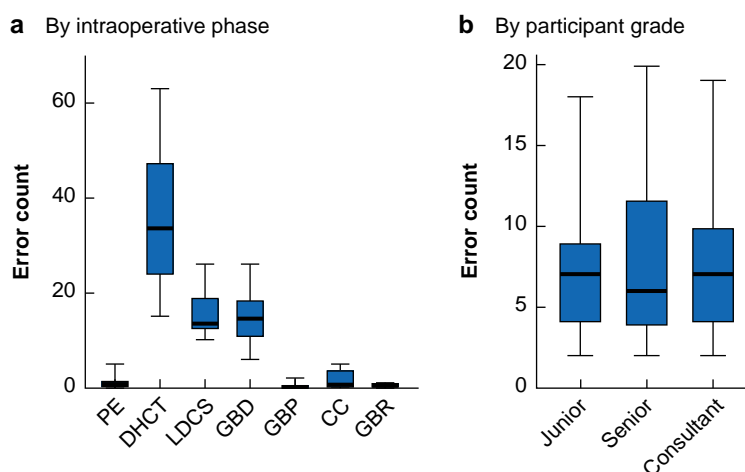 a By intraoperative phase
60
40
20
0
Error count
PE
DHCT
LDCS
GBD
GBP
CC
GBR
b By participant grade
20
15
10
5
0
Error count
Junior
Senior
Consultant